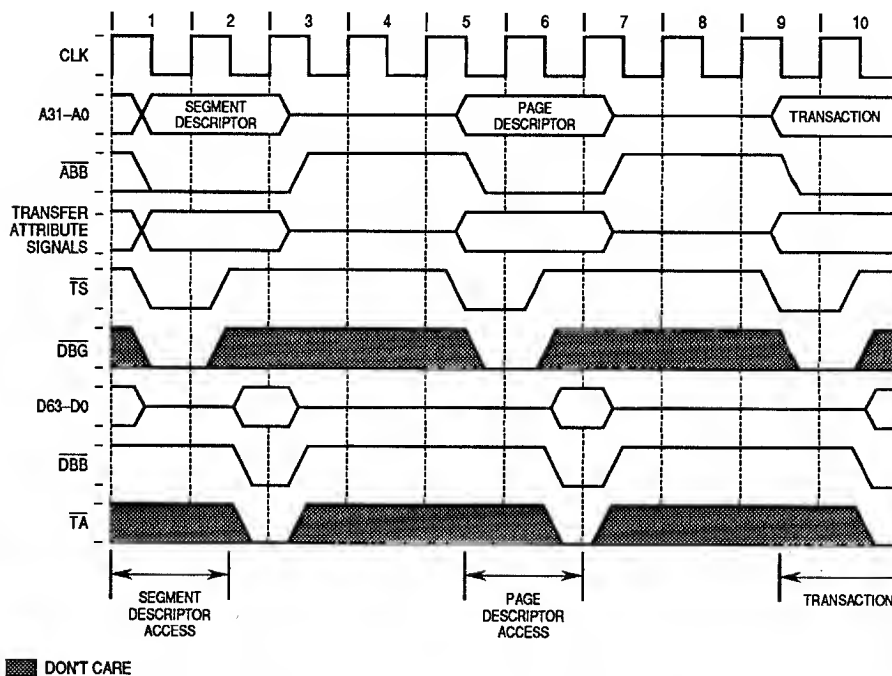 1 2 3 4 5 6 7 8 9 10
CLK
A31–A0
SEGMENT
DESCRIPTOR
PAGE
DESCRIPTOR
TRANSACTION
ABB
TRANSFER
ATTRIBUTE
SIGNALS
TS
DBG
D63–D0
DBB
TA
SEGMENT
DESCRIPTOR
ACCESS
PAGE
DESCRIPTOR
ACCESS
TRANSACTION
DON'T CARE